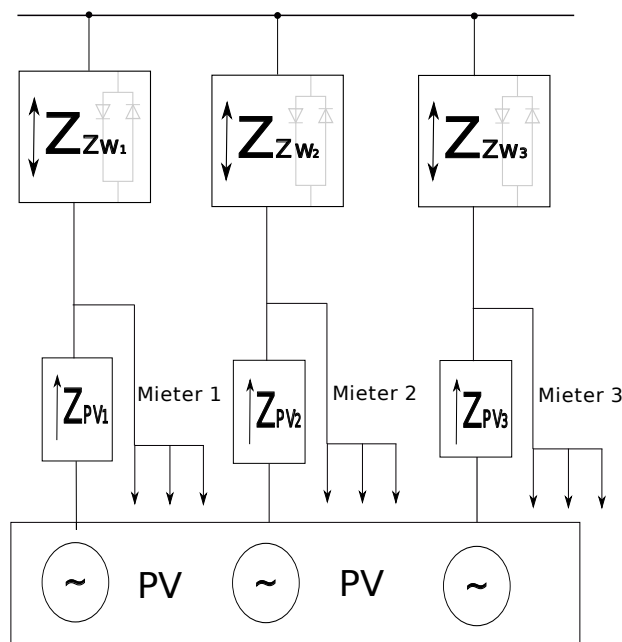 ZZW1 ZZW2 ZZW3
Mieter 1 Mieter 2 Mieter 3
ZPV1 ZPV2 ZPV3
~ PV ~ PV ~